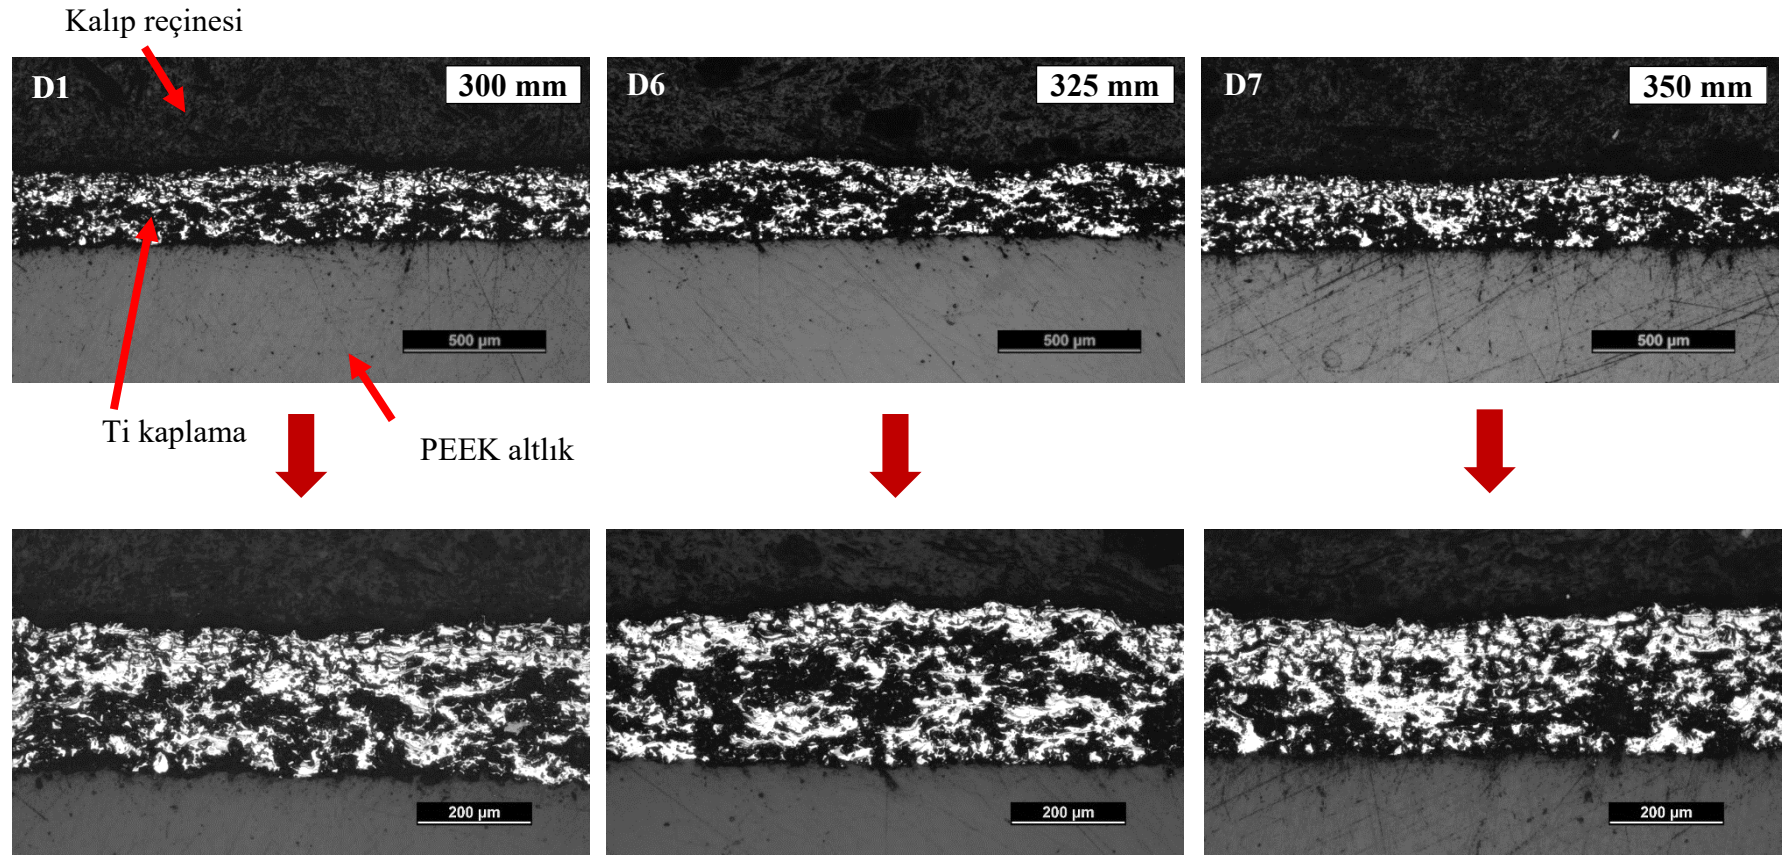 Kalıp reçinesi
D1
300 mm
D6
325 mm
D7
350 mm
500 µm
500 µm
500 µm
Ti kaplama
PEEK altlık
200 µm
200 µm
200 µm